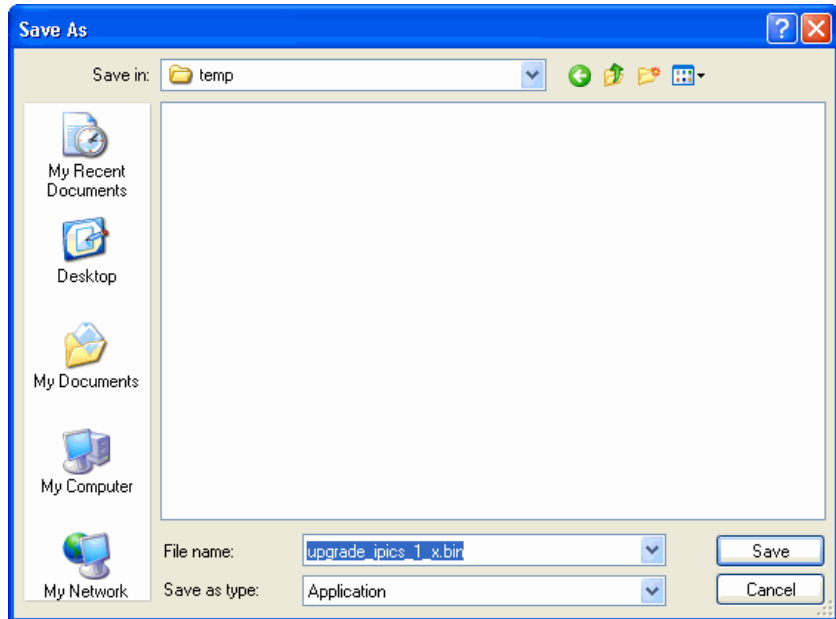 Save As
Save in:
temp
My Recent
Documents
Desktop
My Documents
My Computer
My Network
File name:
upgrade_ipics_1_x.bin
Save
Save as type:
Application
Cancel